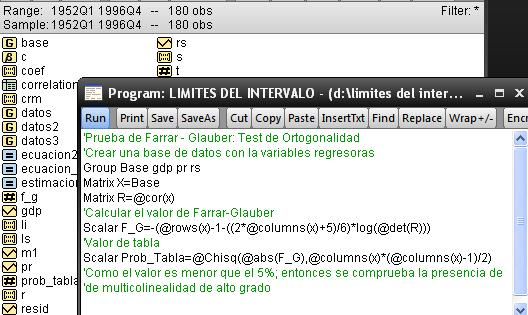 Range: 1952Q1 1996Q4 -- 180 obs
Filter: *
Sample: 1952Q1 1996Q4 -- 180 obs
base
c
coef
correlation
crm
datos
datos2
datos3
ecuacion2
ecuacion_
estimacion
f_g
gdp
li
ls
m1
pr
prob_tabla
r
resid
rs
s
t
Program: LIMITES DEL INTERVALO - (d:\limites del inter...
Run
Print
Save
SaveAs
Cut
Copy
Paste
InsertTxt
Find
Replace
Wrap+/-
Encr
'Prueba de Farrar - Glauber: Test de Ortogonalidad
'Crear una base de datos con la variables regresoras
Group Base gdp pr rs
Matrix X=Base
Matrix R=@cor(x)
'Calcular el valor de Farrar-Glauber
Scalar F_G=-(@rows(x)-1-((2*@columns(x)+5)/6)*log(@det(R)))
'Valor de tabla
Scalar Prob_Tabla=@Chisq(@abs(F_G),@columns(x)*(@columns(x)-1)/2)
'Como el valor es menor que el 5%; entonces se comprueba la presencia de
'de multicolinealidad de alto grado